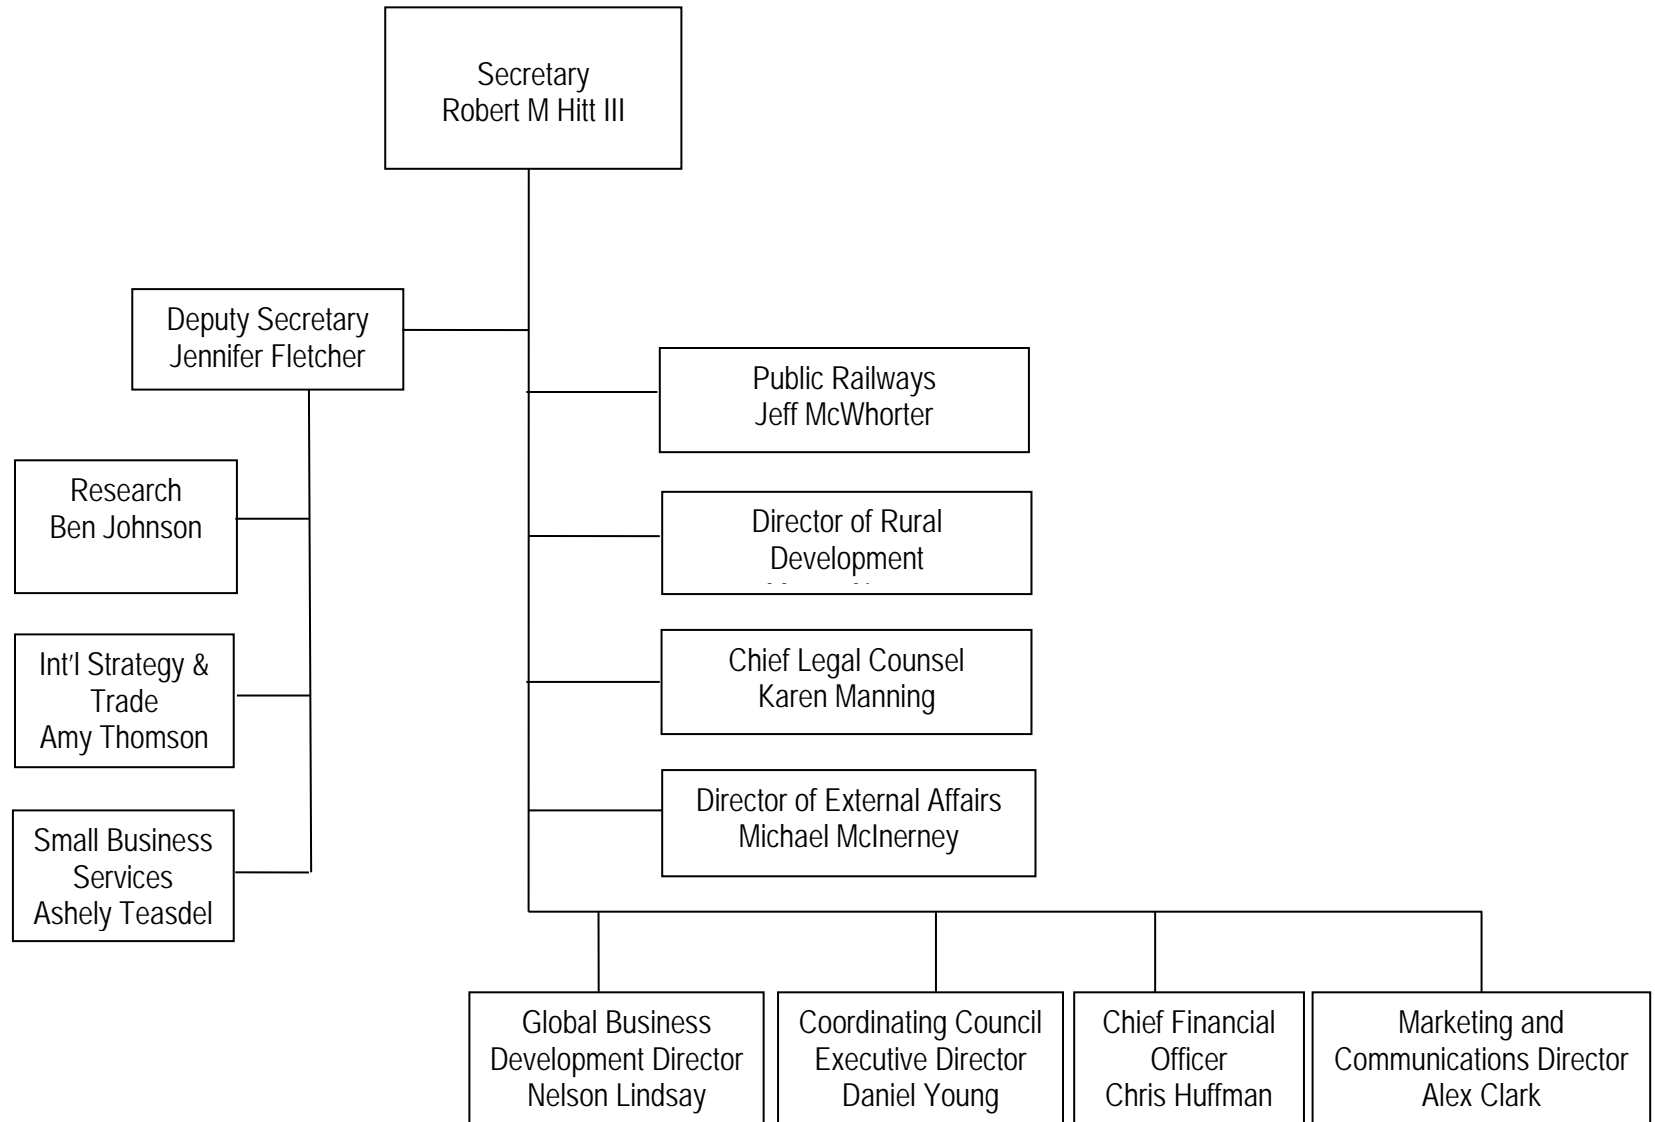 Secretary
Robert M Hitt III
Deputy Secretary
Jennifer Fletcher
Public Railways
Jeff McWhorter
Research
Ben Johnson
Director of Rural
Development
Int'l Strategy &
Trade
Amy Thomson
Chief Legal Counsel
Karen Manning
Director of External Affairs
Michael McInerney
Small Business
Services
Ashely Teasdel
Global Business
Development Director
Nelson Lindsay
Coordinating Council
Executive Director
Daniel Young
Chief Financial
Officer
Chris Huffman
Marketing and
Communications Director
Alex Clark